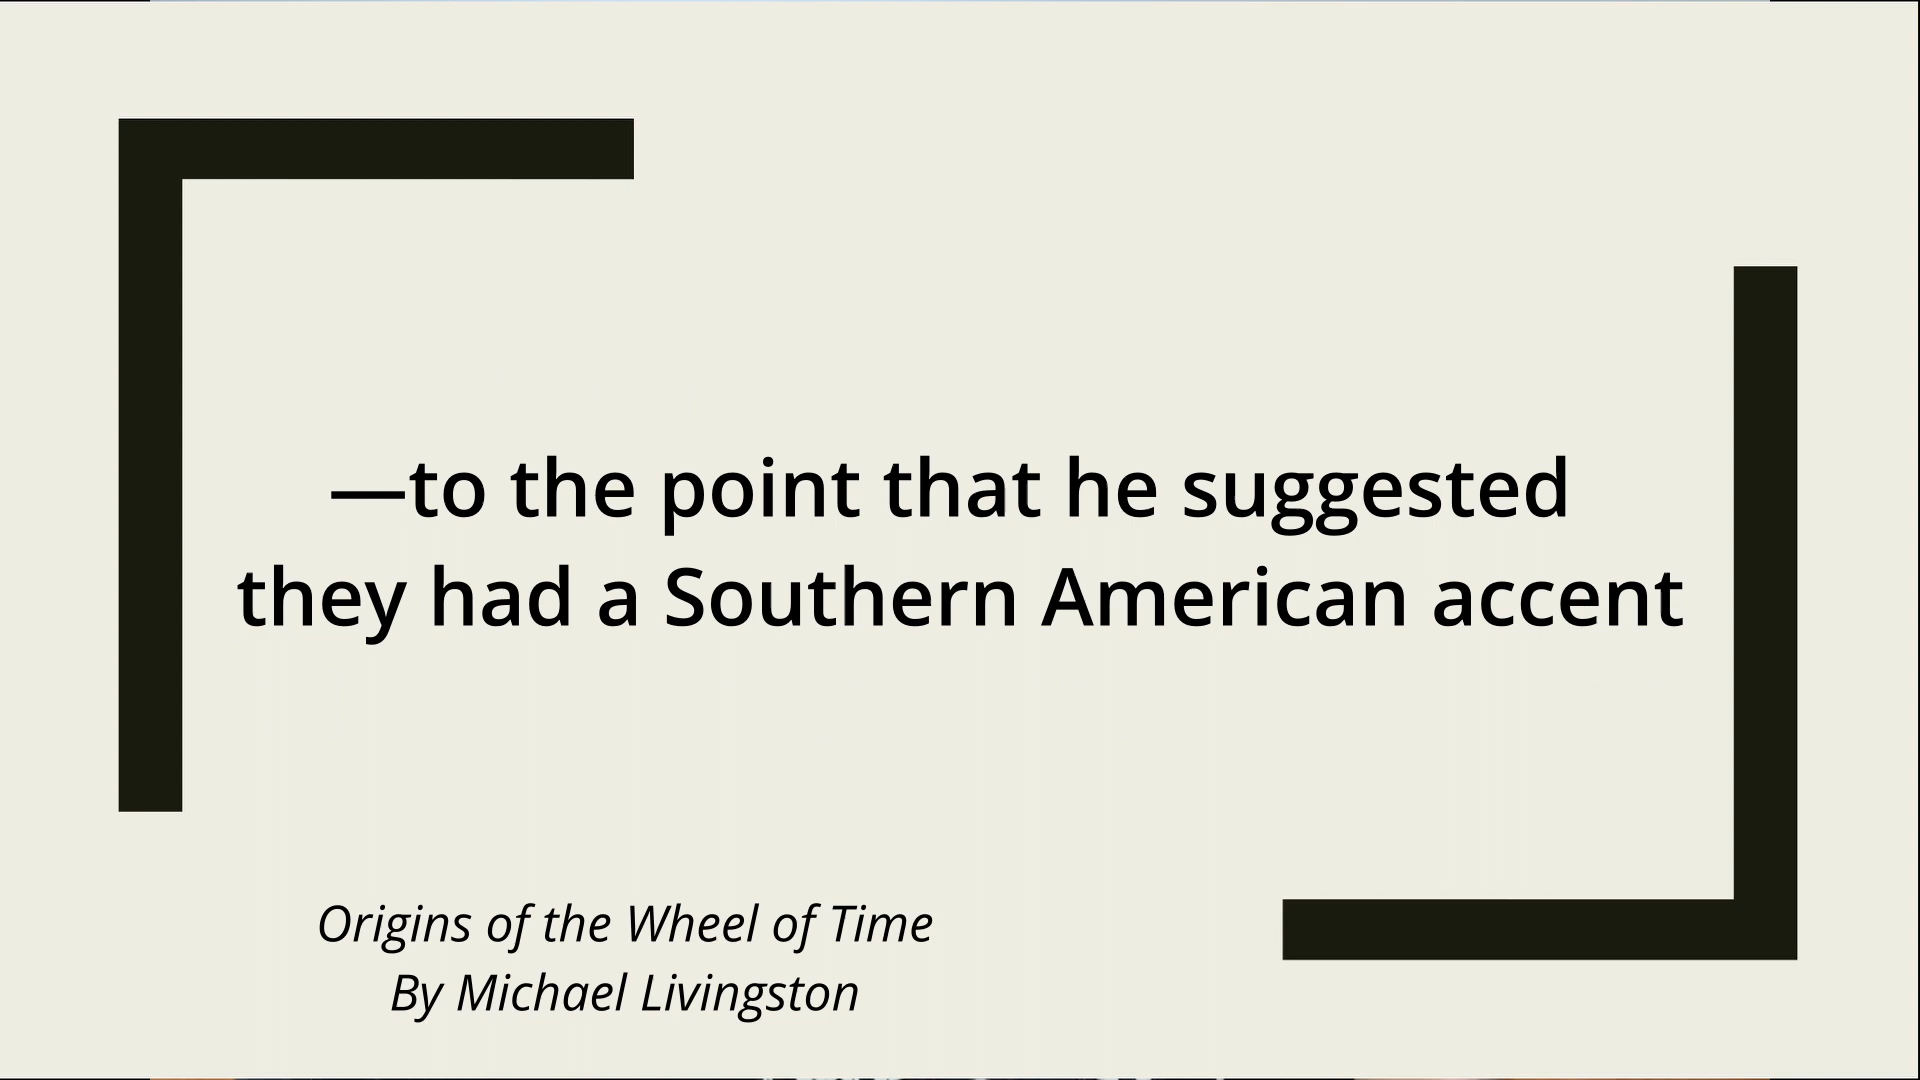 —to the point that he suggested
they had a Southern American accent
Origins of the Wheel of Time
By Michael Livingston